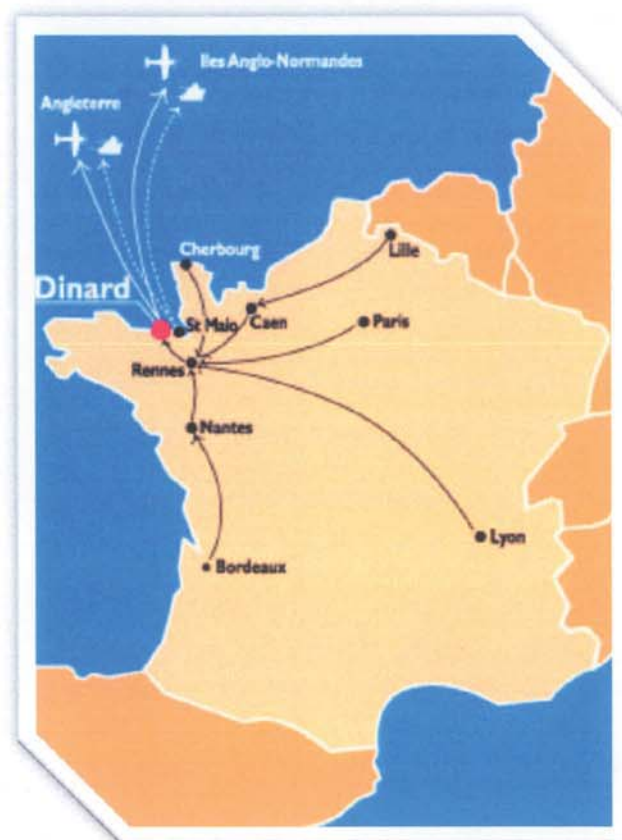 Iles Anglo-Normandes
Angleterre
Cherbourg
Lille
Dinard
St Malo
Caen
Paris
Rennes
Nantes
Lyon
Bordeaux